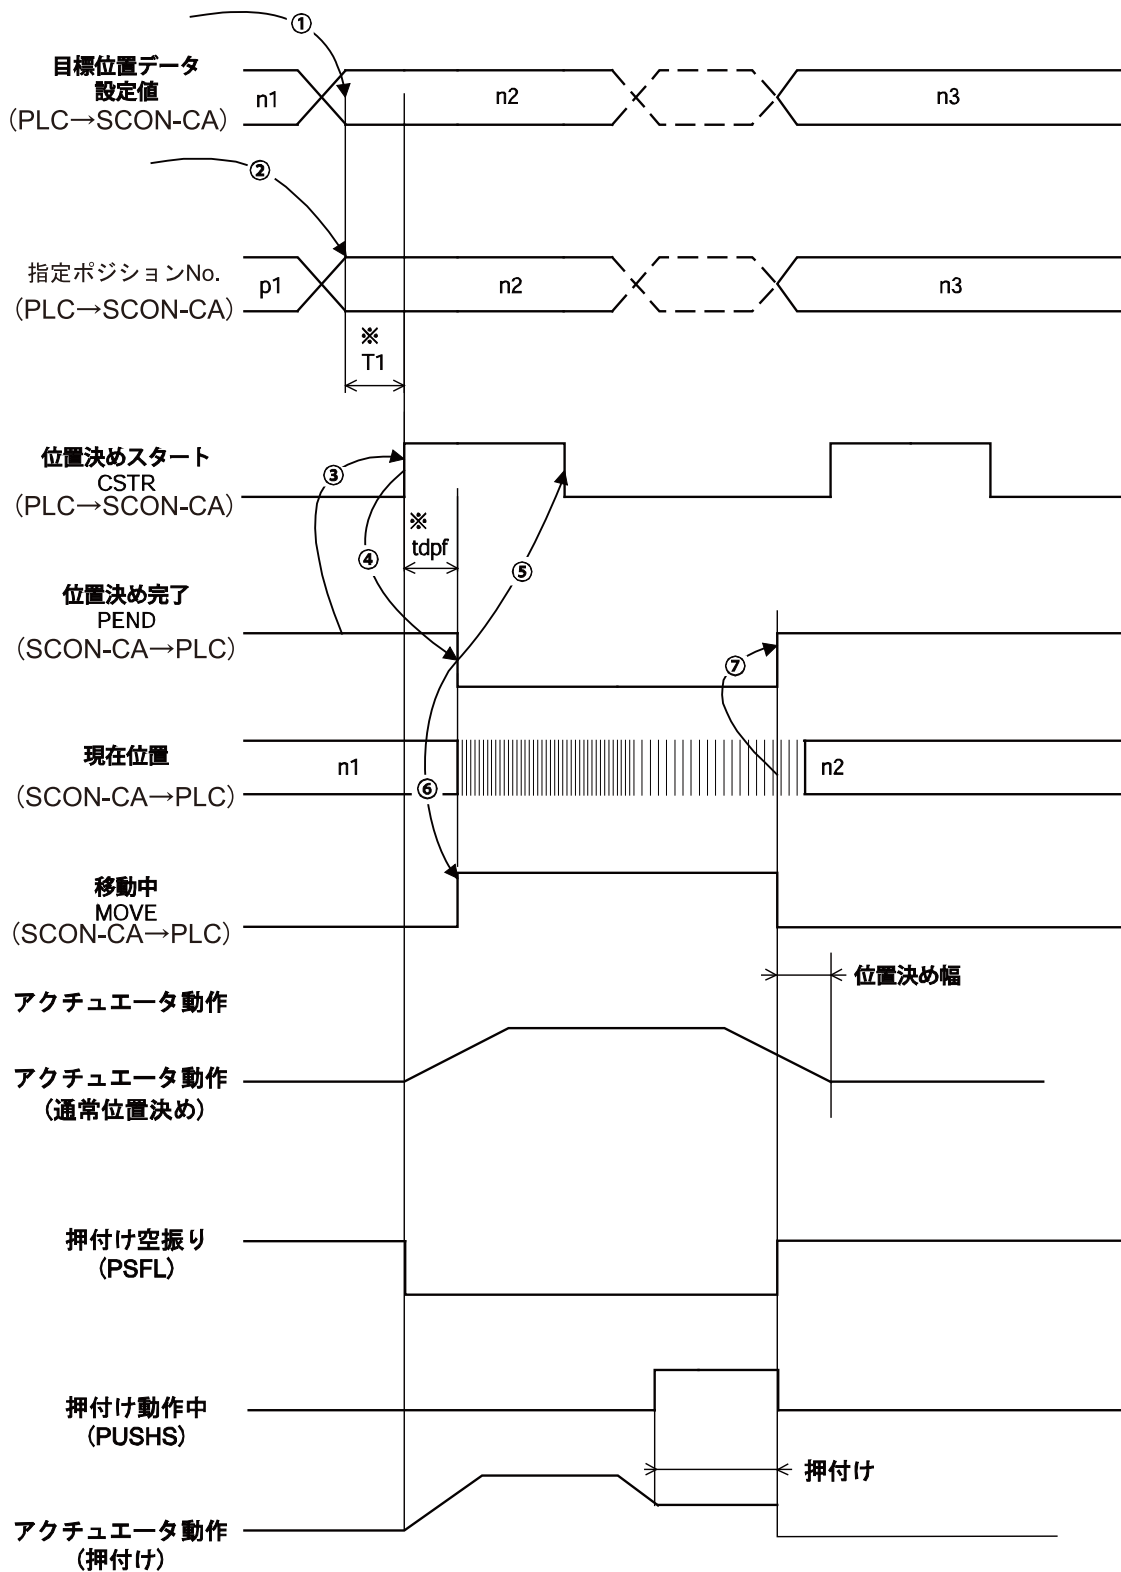 ①
目標位置データ
設定値
(PLC→SCON-CA)
n1
n2
n3
②
指定ポジションNo.
(PLC→SCON-CA)
p1
n2
n3
※
T1
位置決めスタート
CSTR
(PLC→SCON-CA)
③
※
tdpf
④
⑤
位置決め完了
PEND
(SCON-CA→PLC)
⑦
現在位置
(SCON-CA→PLC)
n1
n2
⑥
移動中
MOVE
(SCON-CA→PLC)
位置決め幅
アクチュエータ動作
アクチュエータ動作
(通常位置決め)
押付け空振り
(PSFL)
押付け動作中
(PUSHS)
押付け
アクチュエータ動作
(押付け)